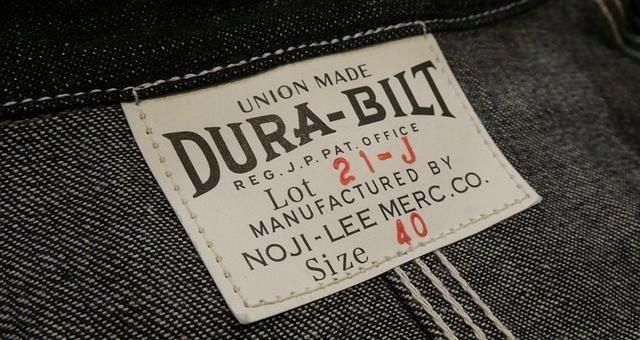 UNION MADE
DURA-BILT
REG. J. P. PAT. OFFICE
Lot 21-J
MANUFACTURED BY
NOJI-LEE MERC. CO.
Size 40